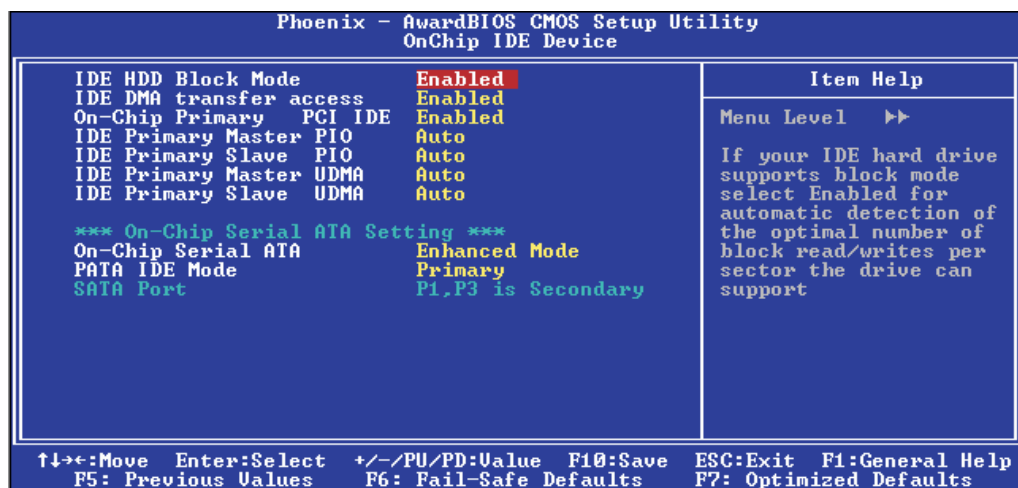 Phoenix - AwardBIOS CMOS Setup Utility
OnChip IDE Device
IDE HDD Block Mode Enabled
IDE DMA transfer access Enabled
On-Chip Primary PCI IDE Enabled
IDE Primary Master PIO Auto
IDE Primary Slave PIO Auto
IDE Primary Master UDMA Auto
IDE Primary Slave UDMA Auto
*** On-Chip Serial ATA Setting ***
On-Chip Serial ATA Enhanced Mode
PATA IDE Mode Primary
SATA Port P1,P3 is Secondary
Item Help
Menu Level ▶▶
If your IDE hard drive
supports block mode
select Enabled for
automatic detection of
the optimal number of
block read/writes per
sector the drive can
support
↑↓→←:Move Enter:Select +/-/PU/PD:Value F10:Save ESC:Exit F1:General Help
F5: Previous Values F6: Fail-Safe Defaults F7: Optimized Defaults